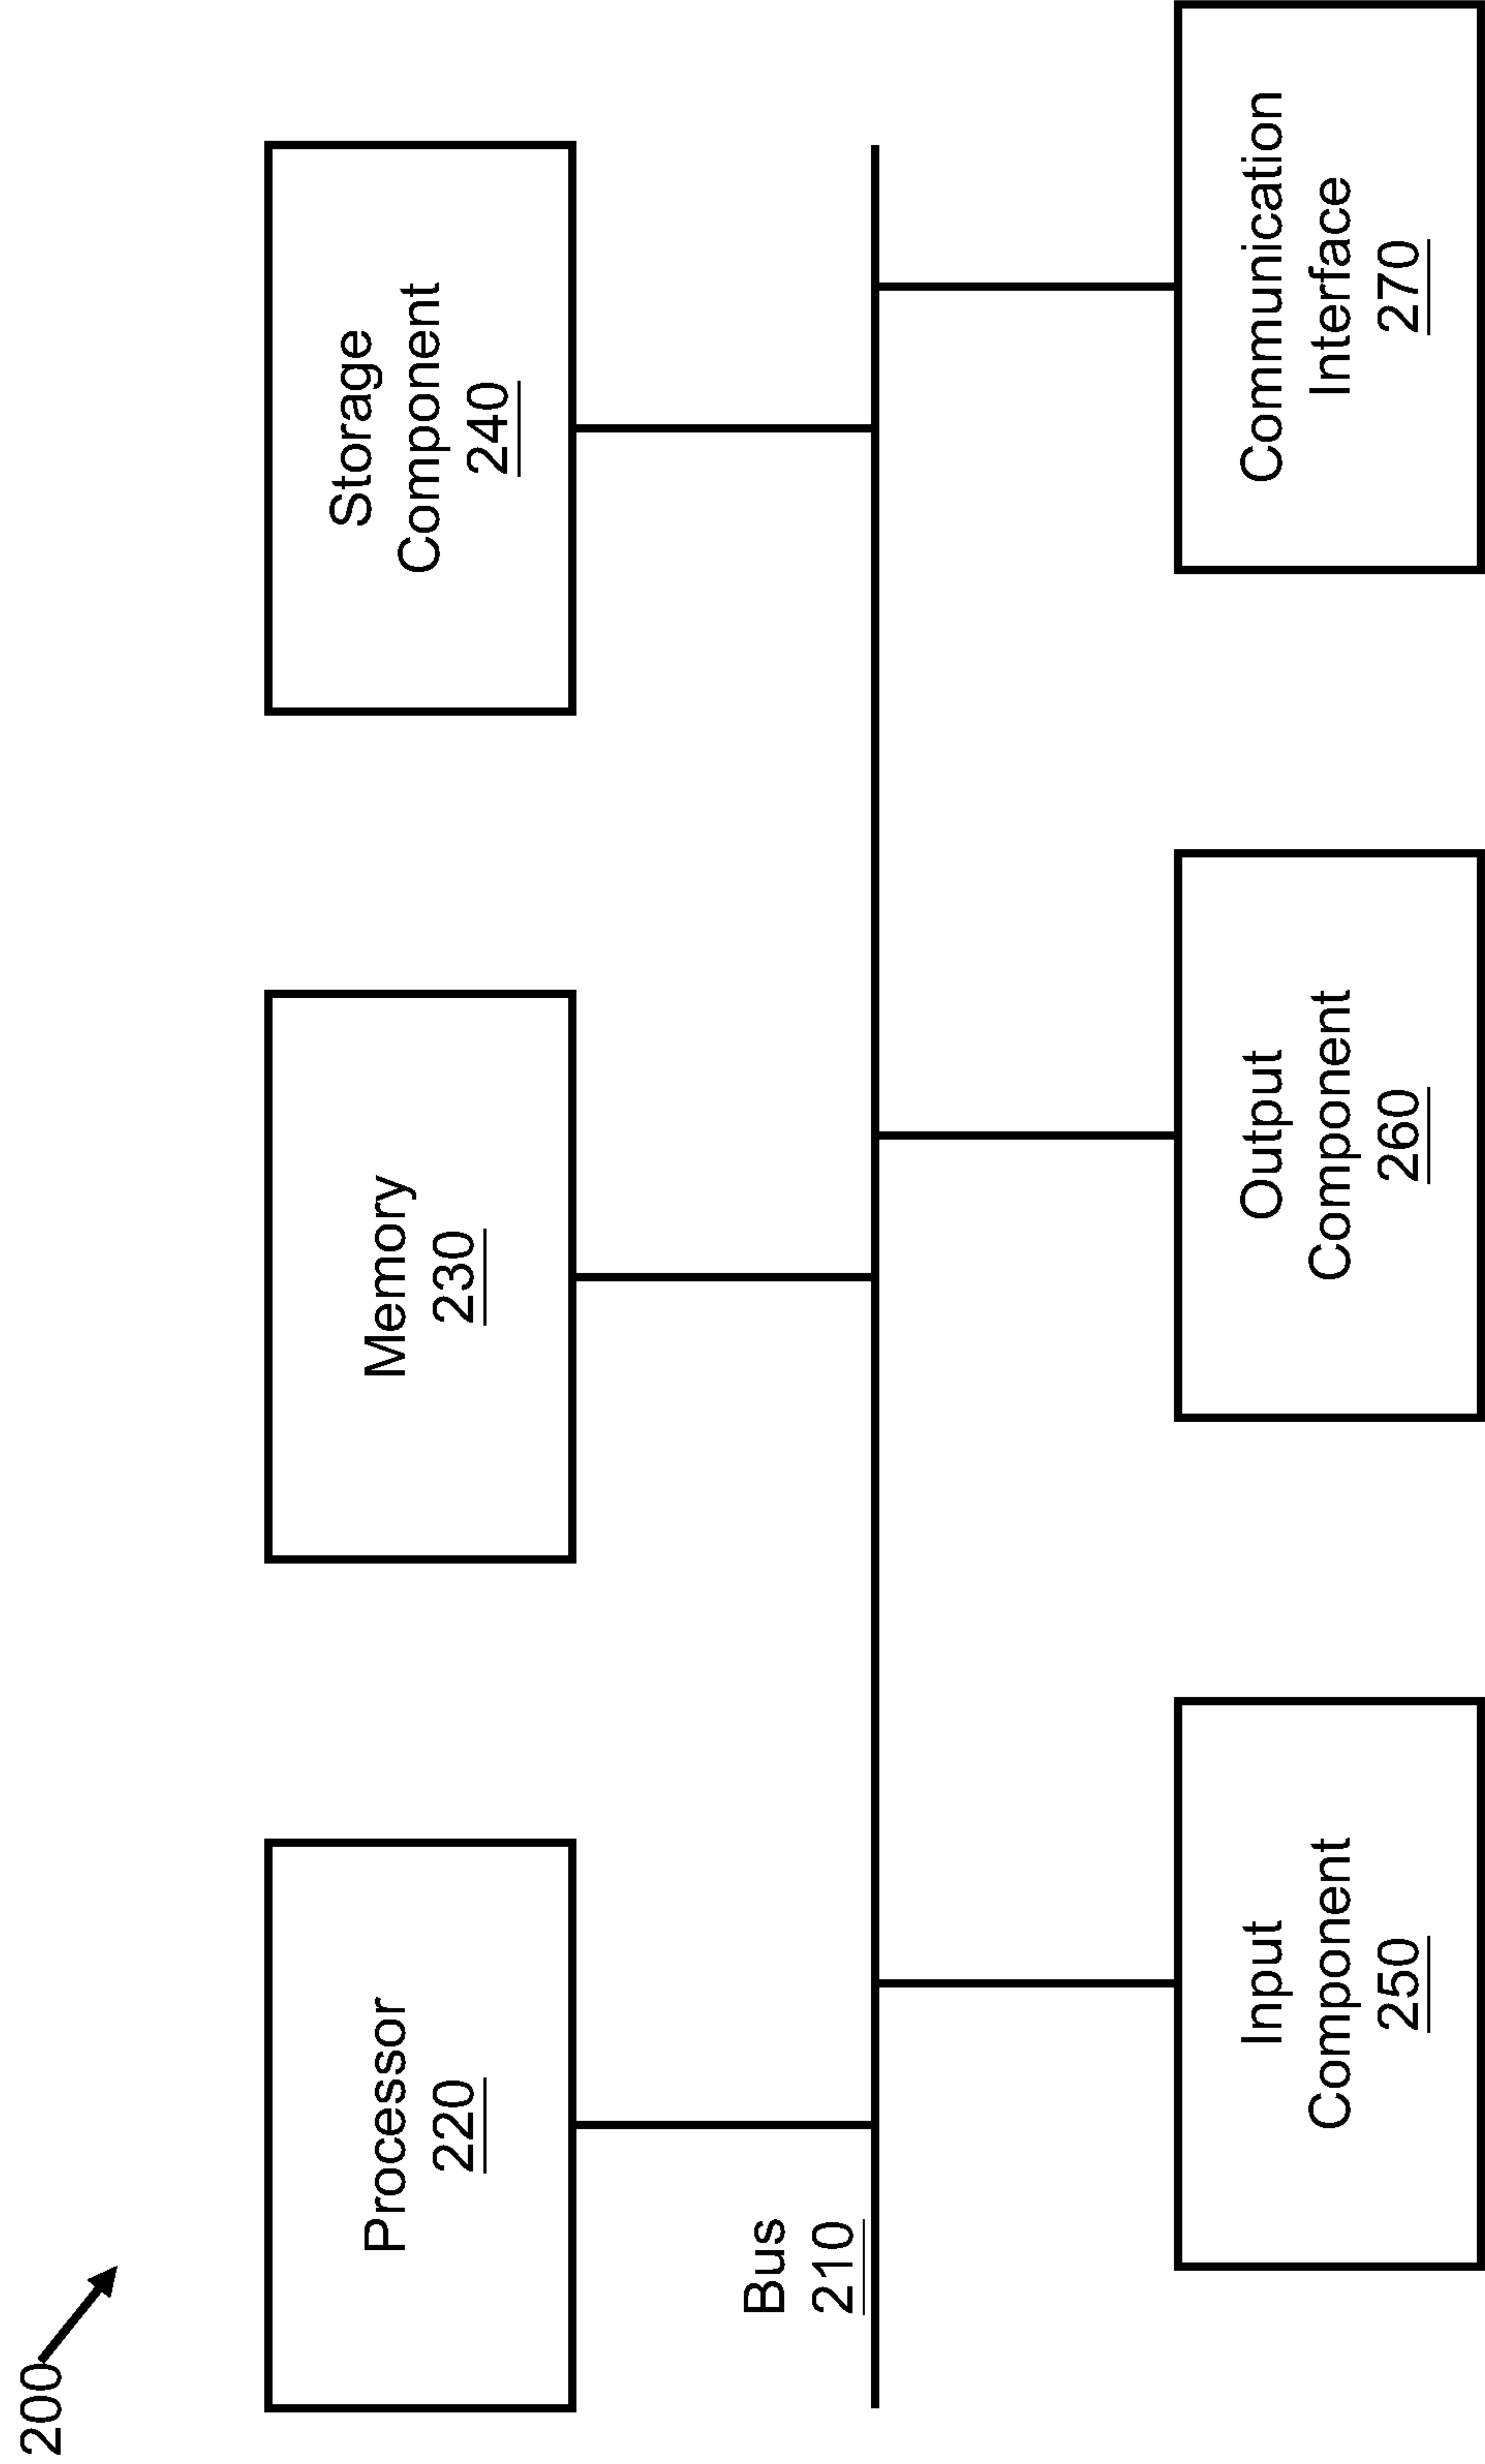 200
Processor
220
Memory
230
Storage
Component
240
Bus
210
Input
Component
250
Output
Component
260
Communication
Interface
270